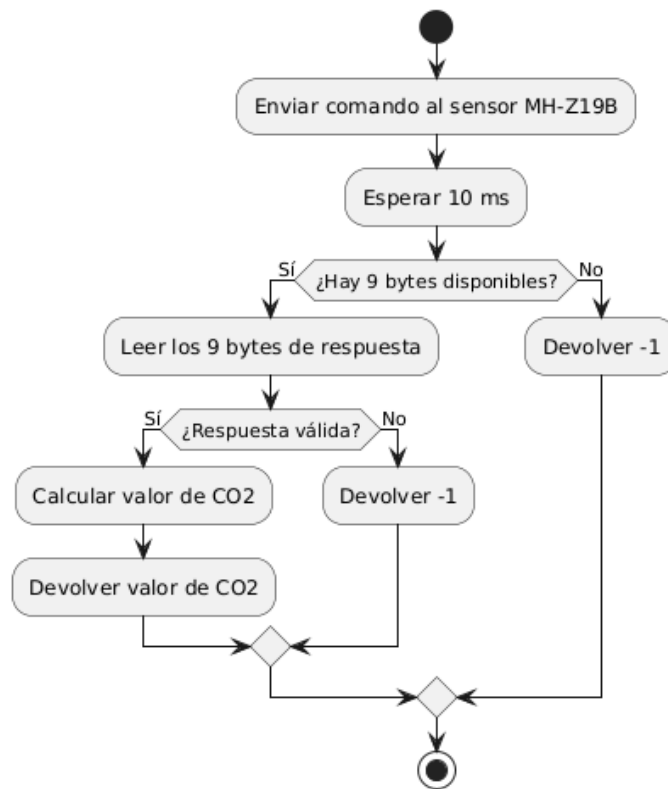 Enviar comando al sensor MH-Z19B
Esperar 10 ms
¿Hay 9 bytes disponibles?
Sí
No
Leer los 9 bytes de respuesta
Devolver -1
¿Respuesta válida?
Sí
No
Calcular valor de CO2
Devolver -1
Devolver valor de CO2